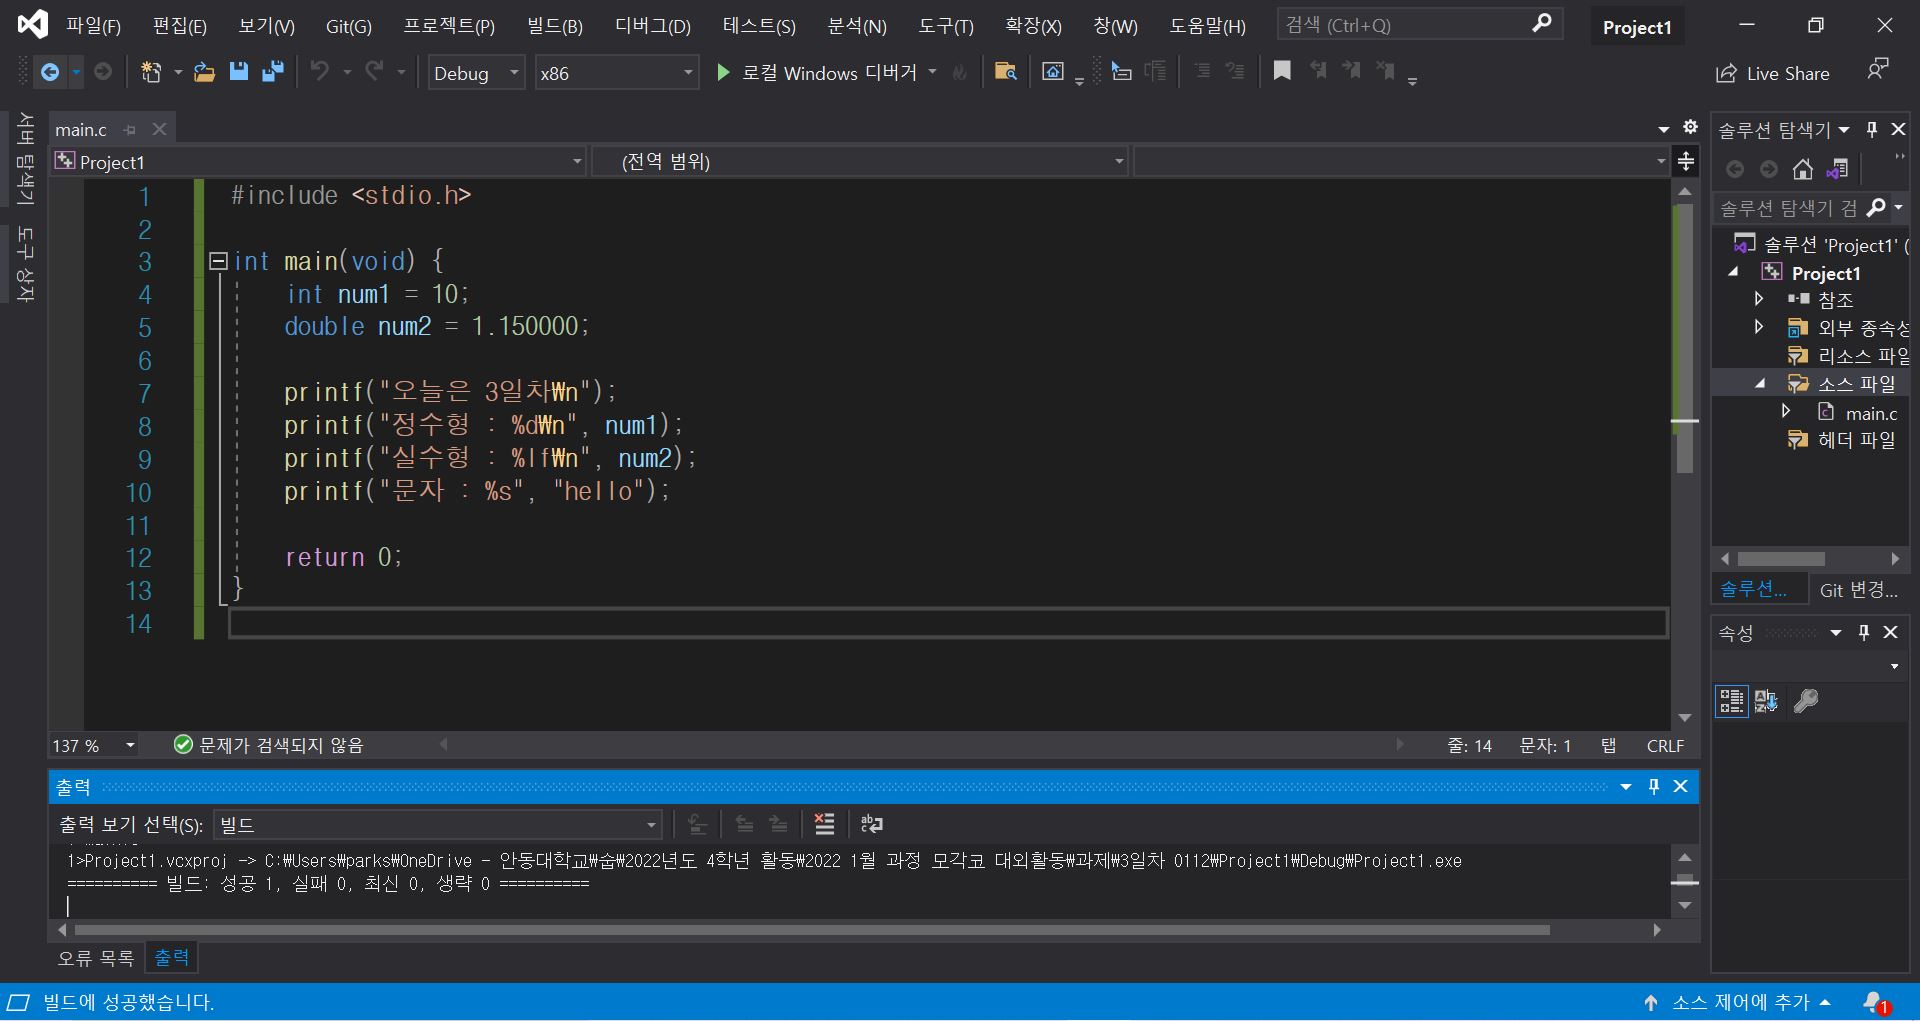 파일(F) 편집(E) 보기(V) Git(G) 프로젝트(P) 빌드(B) 디버그(D) 테스트(S) 분석(N) 도구(T) 확장(X) 창(W) 도움말(H) 검색 (Ctrl+Q) Project1
Debug x86 로컬 Windows 디버거 Live Share
서버 탐색기
도구 상자
main.c
Project1 (전역 범위)
1 #include <stdio.h>
2
3 int main(void) {
4 int num1 = 10;
5 double num2 = 1.150000;
6
7 printf("오늘은 3일차₩n");
8 printf("정수형 : %d₩n", num1);
9 printf("실수형 : %lf₩n", num2);
10 printf("문자 : %s", "hello");
11
12 return 0;
13 }
14
137 % 문제가 검색되지 않음 줄: 14 문자: 1 탭 CRLF
출력
출력 보기 선택(S): 빌드
1>Project1.vcxproj -> C:₩Users₩parks₩OneDrive - 안동대학교₩숩₩2022년도 4학년 활동₩2022 1월 과정 모각코 대외활동₩과제₩3일차 0112₩Project1₩Debug₩Project1.exe
========== 빌드: 성공 1, 실패 0, 최신 0, 생략 0 ==========
오류 목록 출력
솔루션 탐색기
솔루션 탐색기 검
솔루션 'Project1' (
Project1
참조
외부 종속성
리소스 파일
소스 파일
main.c
헤더 파일
솔루션... Git 변경...
속성
빌드에 성공했습니다. 소스 제어에 추가 1